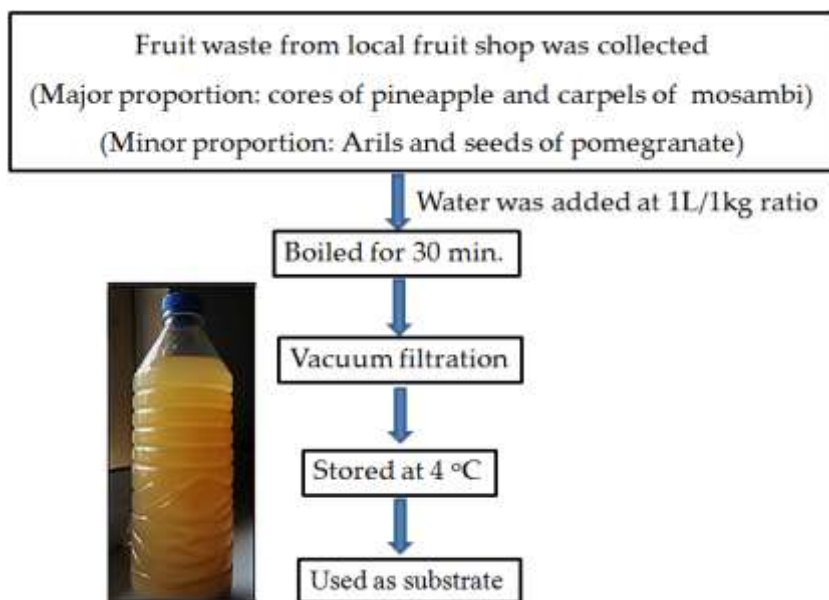 Fruit waste from local fruit shop was collected
(Major proportion: cores of pineapple and carpels of mosambi)
(Minor proportion: Arils and seeds of pomegranate)
Water was added at 1L/1kg ratio
Boiled for 30 min.
Vacuum filtration
Stored at 4 °C
Used as substrate